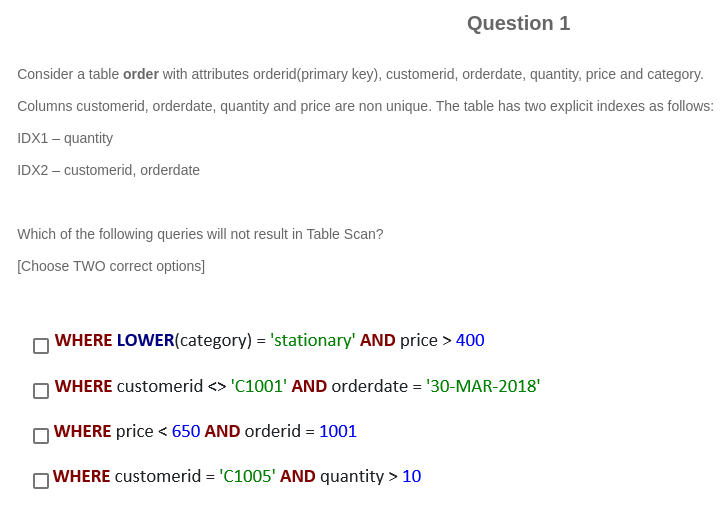 Question 1
Consider a table order with attributes orderid(primary key), customerid, orderdate, quantity, price and category.
Columns customerid, orderdate, quantity and price are non unique. The table has two explicit indexes as follows:
IDX1 – quantity
IDX2 – customerid, orderdate
Which of the following queries will not result in Table Scan?
[Choose TWO correct options]
WHERE LOWER(category) = 'stationary' AND price > 400
WHERE customerid <> 'C1001' AND orderdate = '30-MAR-2018'
WHERE price < 650 AND orderid = 1001
WHERE customerid = 'C1005' AND quantity > 10